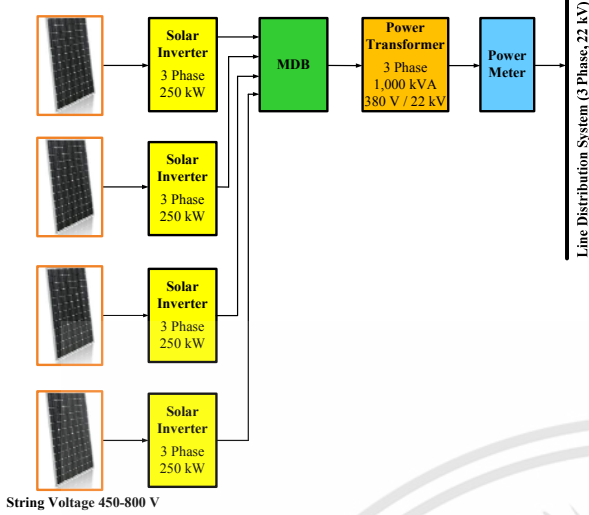 Solar
Inverter
3 Phase
250 kW
MDB
Power
Transformer
3 Phase
1,000 kVA
380 V / 22 kV
Power
Meter
Line Distribution System (3 Phase, 22 kV)
Solar
Inverter
3 Phase
250 kW
Solar
Inverter
3 Phase
250 kW
Solar
Inverter
3 Phase
250 kW
String Voltage 450-800 V